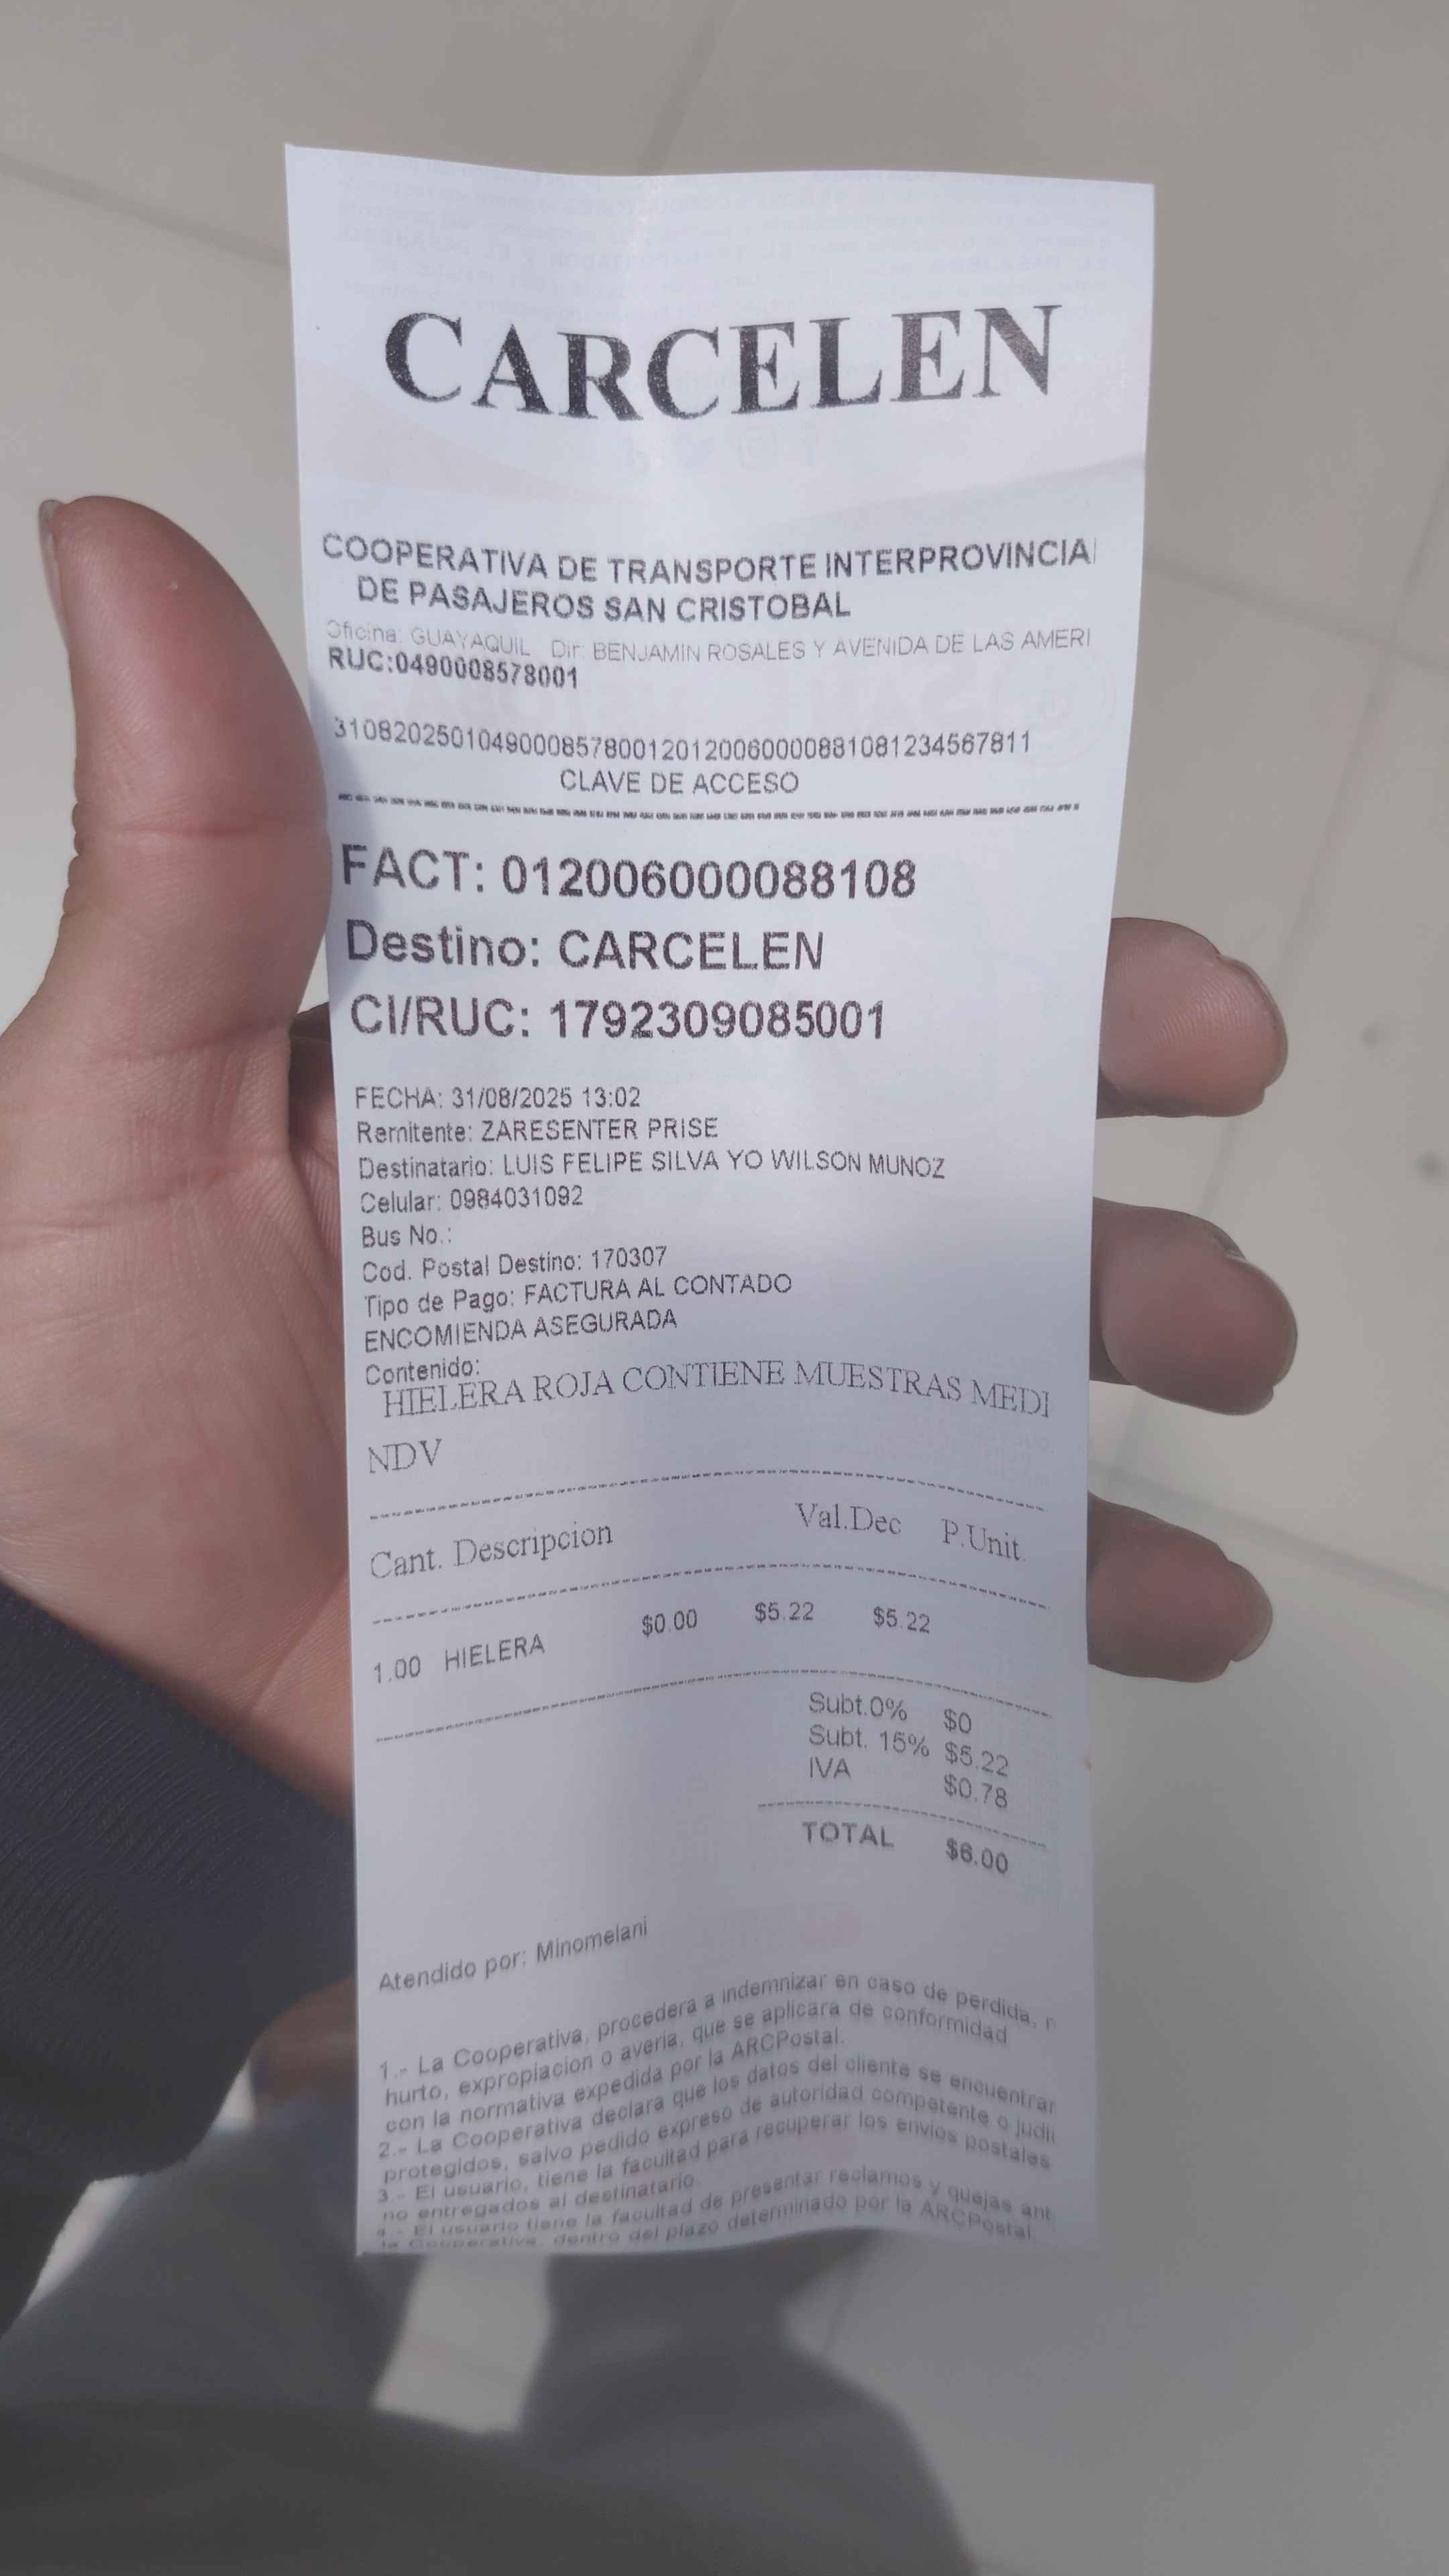 CARCELEN
COOPERATIVA DE TRANSPORTE INTERPROVINCIA
DE PASAJEROS SAN CRISTOBAL
Oficina: GUAYAQUIL Dir: BENJAMIN ROSALES Y AVENIDA DE LAS AMERI
RUC:0490008578001
3108202501049000857800120120060000881081234567811
CLAVE DE ACCESO
FACT: 012006000088108
Destino: CARCELEN
CI/RUC: 1792309085001
FECHA: 31/08/2025 13:02
Remitente: ZARESENTER PRISE
Destinatario: LUIS FELIPE SILVA YO WILSON MUNOZ
Celular: 0984031092
Bus No.:
Cod. Postal Destino: 170307
Tipo de Pago: FACTURA AL CONTADO
ENCOMIENDA ASEGURADA
Contenido:
HIELERA ROJA CONTIENE MUESTRAS MEDI
NDV
Cant. Descripcion Val.Dec P.Unit.
1.00 HIELERA $0.00 $5.22 $5.22
Subt.0% $0
Subt. 15% $5.22
IVA $0.78
TOTAL $6.00
Atendido por: Minomelani
1.- La Cooperativa, procedera a indemnizar en caso de perdida, r
hurto, expropiacion o averia, que se aplicara de conformidad
con la normativa expedida por la ARCPostal.
2.- La Cooperativa declara que los datos del cliente se encuentrar
protegidos, salvo pedido expreso de autoridad competente o judi
3.- El usuario, tiene la facultad para recuperar los envios postales
no entregados al destinatario.
4.- El usuario tiene la facultad de presentar reclamos y quejas ant
la Cooperativa, dentro del plazo determinado por la ARCPostal.